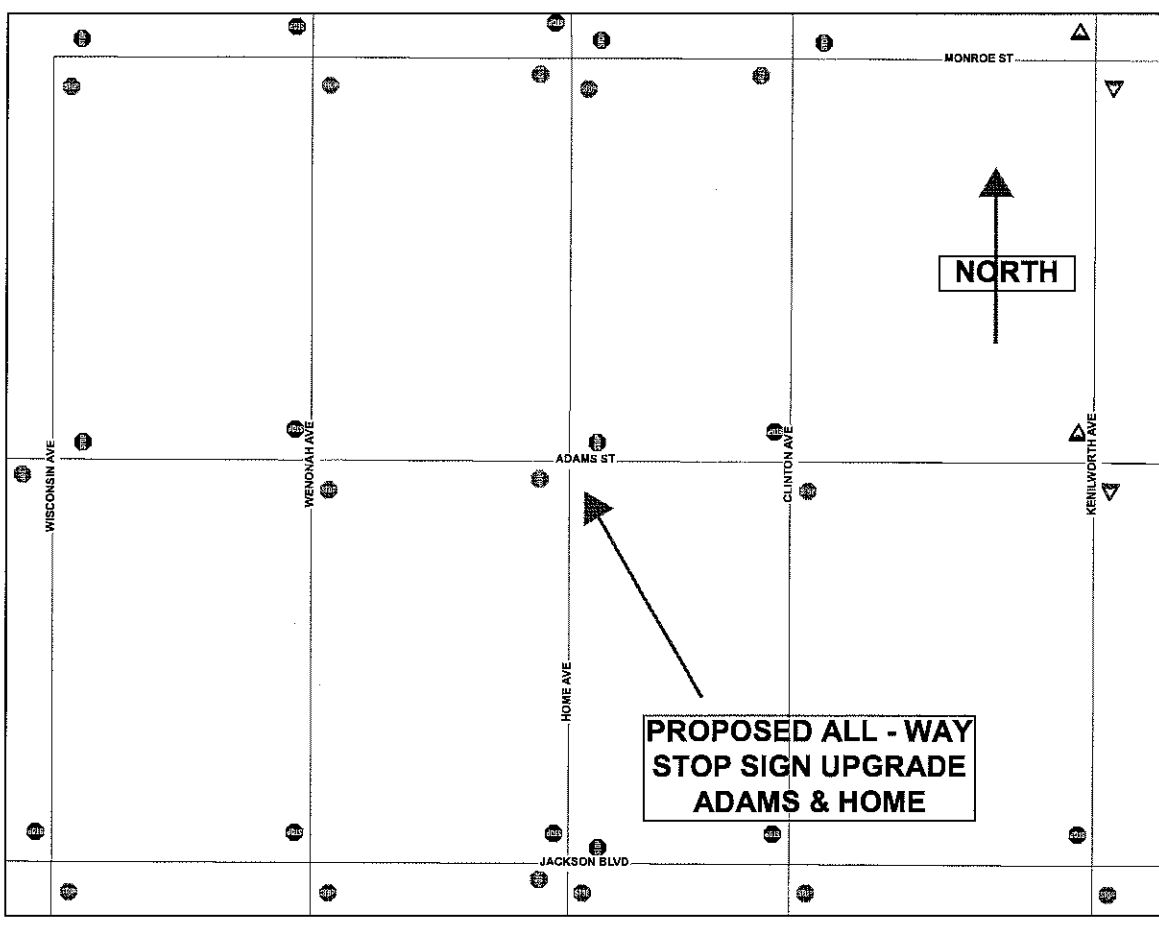 MONROE ST
NORTH
ADAMS ST
WISCONSIN AVE
WENONAH AVE
CLINTON AVE
KENILWORTH AVE
HOME AVE
PROPOSED ALL - WAY
STOP SIGN UPGRADE
ADAMS & HOME
JACKSON BLVD